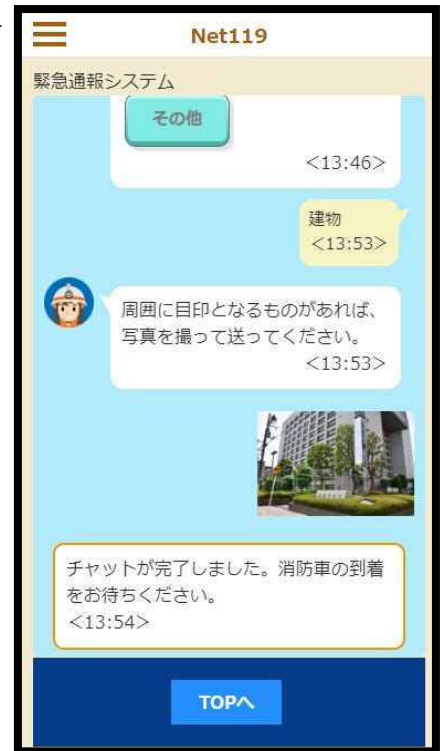 Net119
緊急通報システム
その他
<13:46>
建物
<13:53>
周囲に目印となるものがあれば、
写真を撮って送ってください。
<13:53>
チャットが完了しました。消防車の到着
をお待ちください。
<13:54>
TOPへ